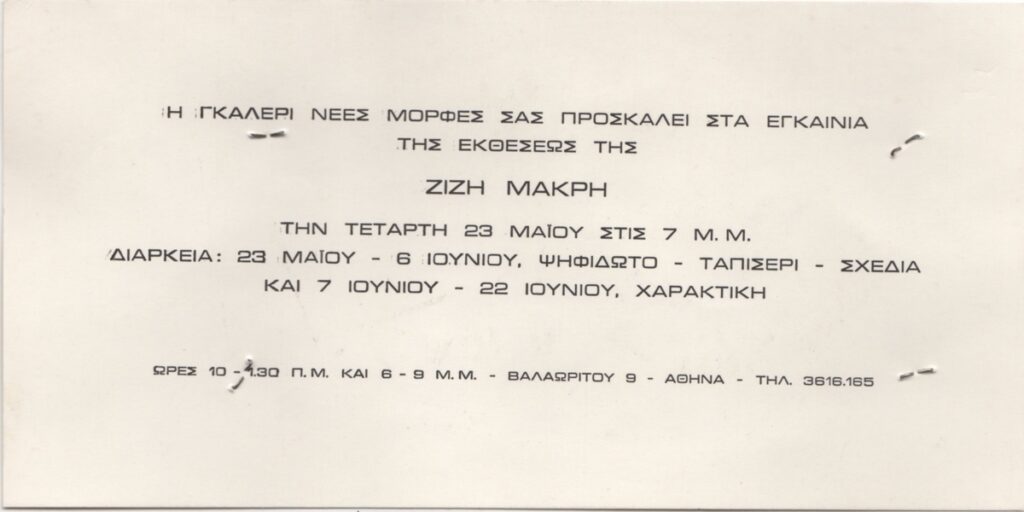 Η ΓΚΑΛΕΡΙ ΝΕΕΣ ΜΟΡΦΕΣ ΣΑΣ ΠΡΟΣΚΑΛΕΙ ΣΤΑ ΕΓΚΑΙΝΙΑ
ΤΗΣ ΕΚΘΕΣΕΩΣ ΤΗΣ
ΖΙΖΗ ΜΑΚΡΗ
ΤΗΝ ΤΕΤΑΡΤΗ 23 ΜΑΪΟΥ ΣΤΙΣ 7 Μ.Μ.
ΔΙΑΡΚΕΙΑ: 23 ΜΑΪΟΥ - 6 ΙΟΥΝΙΟΥ, ΨΗΦΙΔΩΤΟ - ΤΑΠΙΣΕΡΙ - ΣΧΕΔΙΑ
ΚΑΙ 7 ΙΟΥΝΙΟΥ - 22 ΙΟΥΝΙΟΥ, ΧΑΡΑΚΤΙΚΗ
ΩΡΕΣ 10 - 1.30 Π.Μ. ΚΑΙ 6 - 9 Μ.Μ. - ΒΑΛΑΩΡΙΤΟΥ 9 - ΑΘΗΝΑ - ΤΗΛ. 3616.165